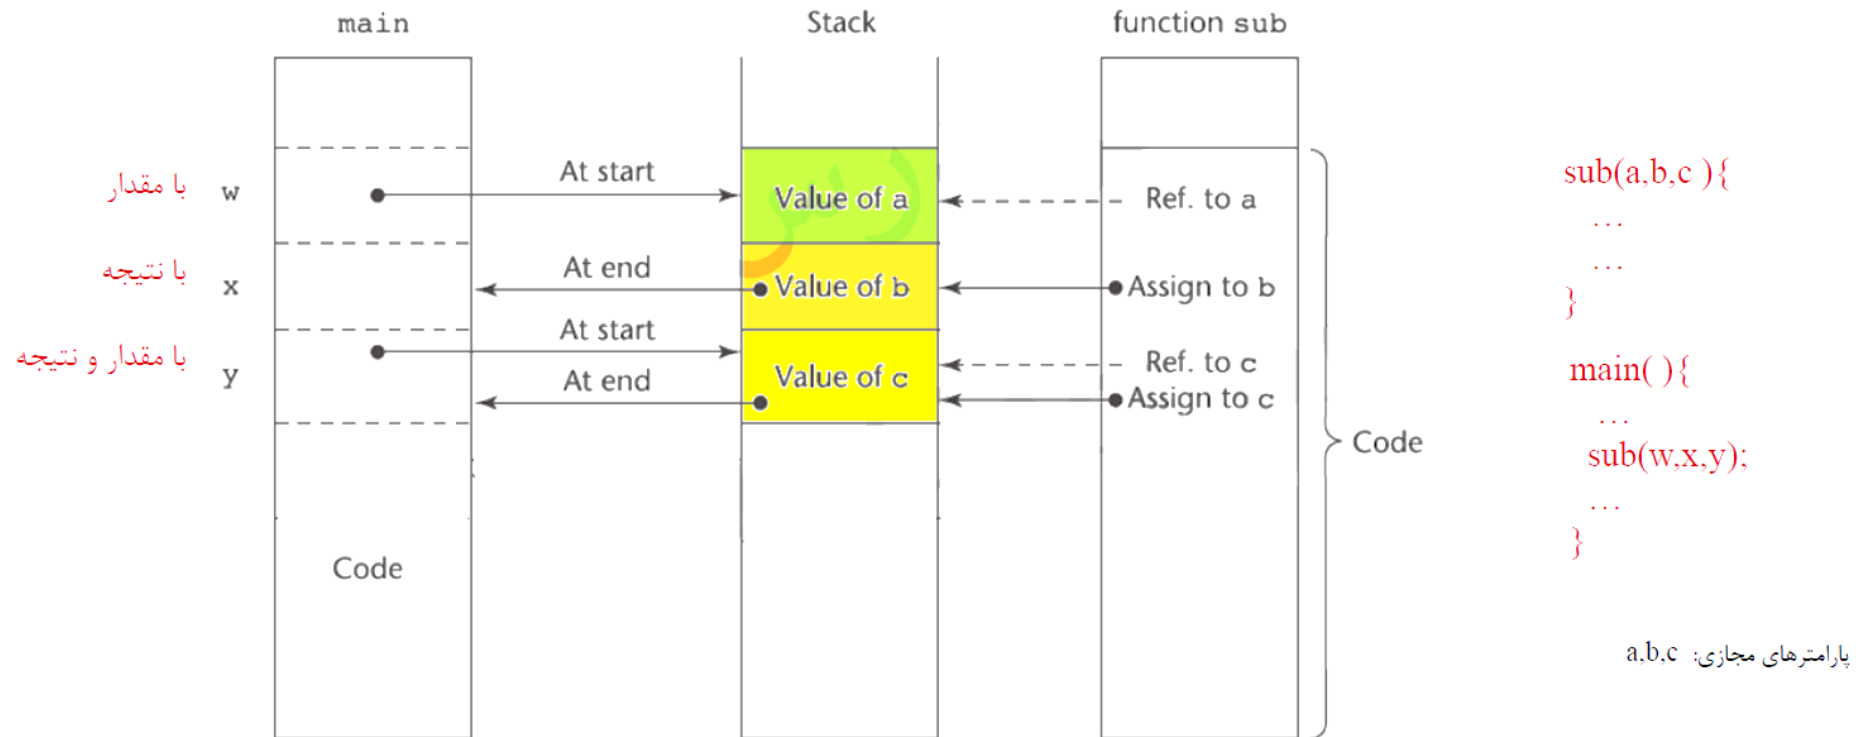 main
Stack
function sub
با مقدار
w
At start
Value of a
Ref. to a
با نتیجه
x
At end
Value of b
Assign to b
با مقدار و نتیجه
y
At start
At end
Value of c
Ref. to c
Assign to c
Code
Code
sub(a,b,c ){
...
...
}
main( ){
...
sub(w,x,y);
...
}
پارامترهای مجازی: a,b,c